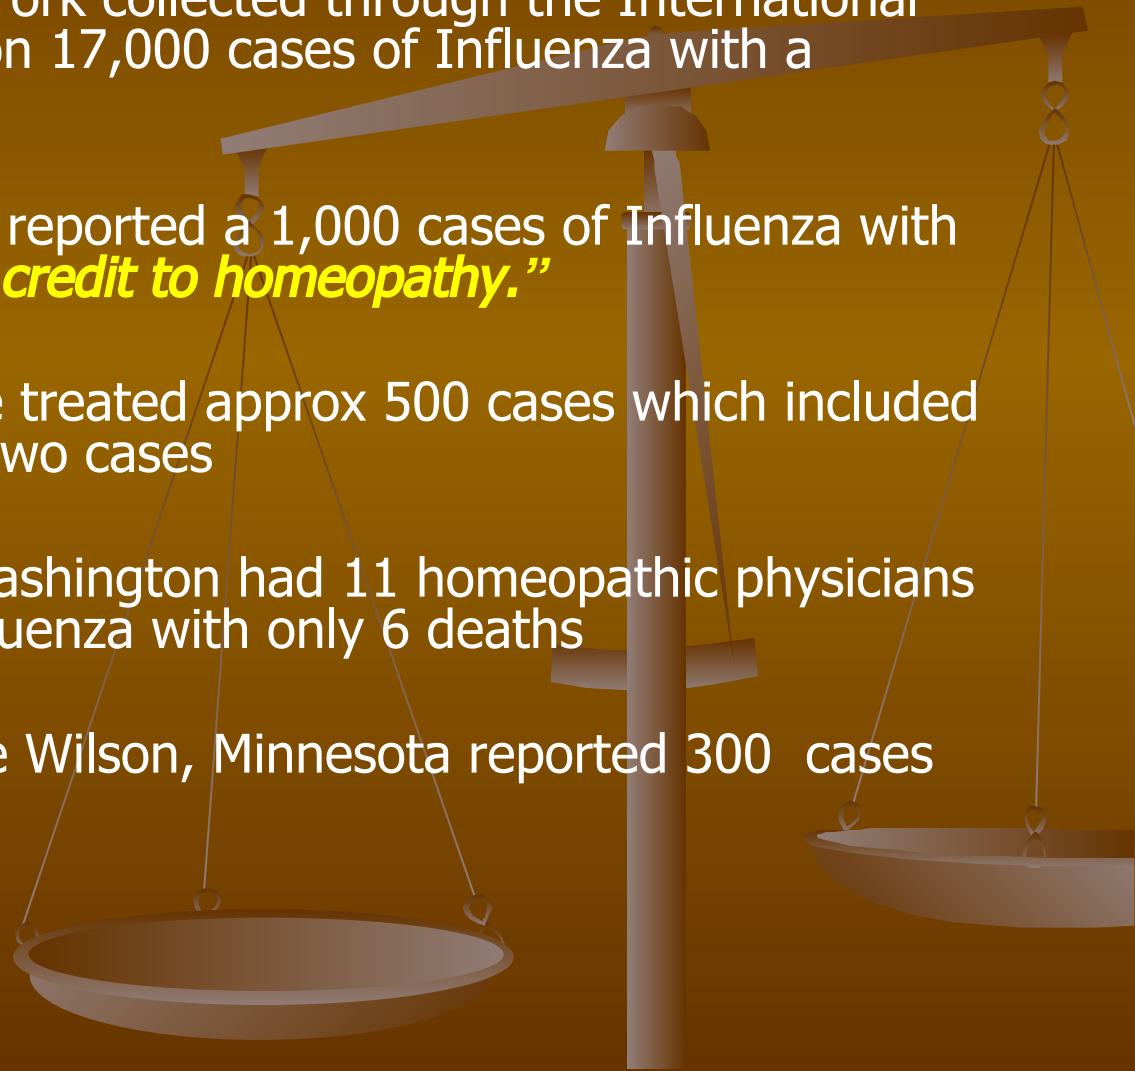 ork collected through the International
on 17,000 cases of Influenza with a
reported a 1,000 cases of Influenza with
credit to homeopathy.”
e treated approx 500 cases which included
wo cases
ashington had 11 homeopathic physicians
uenza with only 6 deaths
e Wilson, Minnesota reported 300 cases